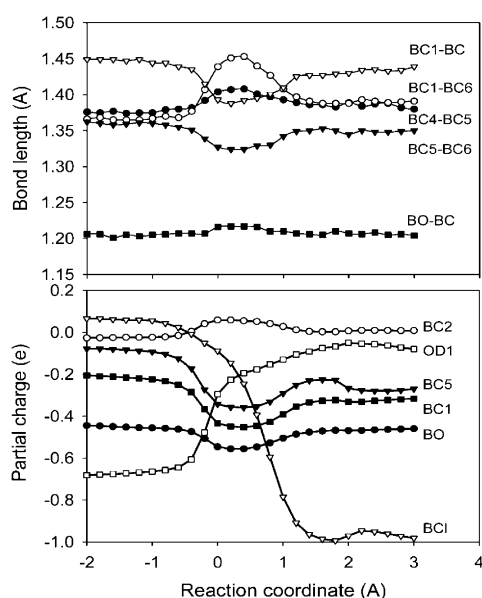 1.50
1.45
1.40
1.35
1.30
1.25
1.20
1.15
Bond length (A)
BC1-BC
BC1-BC6
BC4-BC5
BC5-BC6
BO-BC
0.2
0.0
-0.2
-0.4
-0.6
-0.8
-1.0
Partial charge (e)
BC2
OD1
BC5
BC1
BO
BCl
-2 -1 0 1 2 3 4
Reaction coordinate (A)